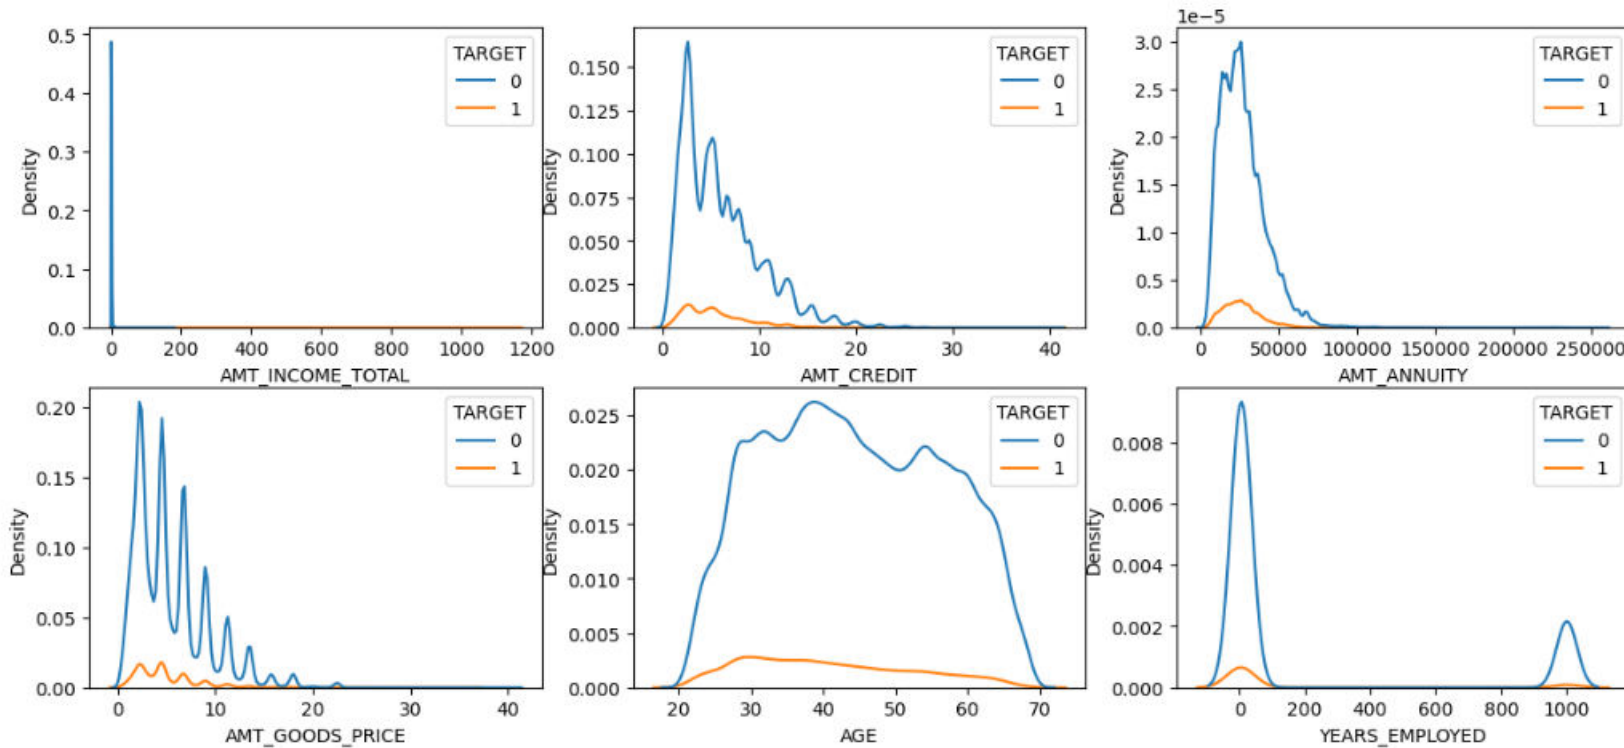 0.5
0.4
0.3
0.2
0.1
0.0
Density
0 200 400 600 800 1000 1200
AMT_INCOME_TOTAL
TARGET
0
1
0.150
0.125
0.100
0.075
0.050
0.025
0.000
Density
0 10 20 30 40
AMT_CREDIT
TARGET
0
1
1e−5
3.0
2.5
2.0
1.5
1.0
0.5
0.0
Density
0 50000 100000 150000 200000 250000
AMT_ANNUITY
TARGET
0
1
0.20
0.15
0.10
0.05
0.00
Density
0 10 20 30 40
AMT_GOODS_PRICE
TARGET
0
1
0.025
0.020
0.015
0.010
0.005
0.000
Density
20 30 40 50 60 70
AGE
TARGET
0
1
0.008
0.006
0.004
0.002
0.000
Density
0 200 400 600 800 1000
YEARS_EMPLOYED
TARGET
0
1